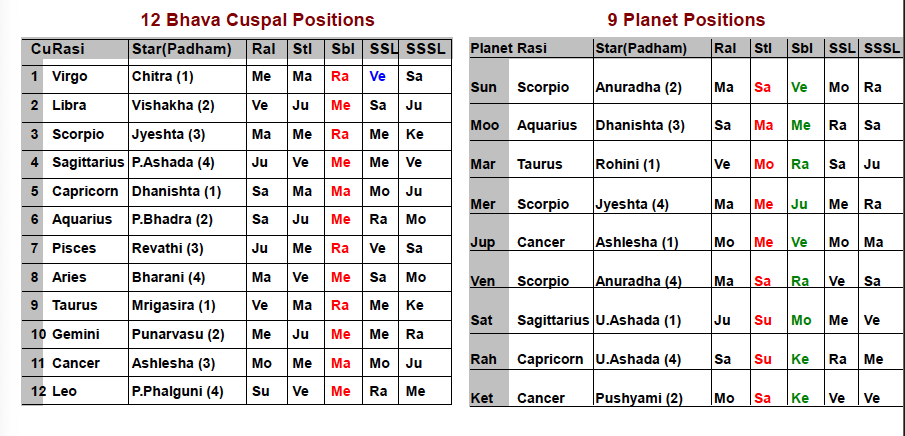 12 Bhava Cuspal Positions
Cu Rasi Star(Padham) Ral Stl Sbl SSL SSSL
1 Virgo Chitra (1) Me Ma Ra Ve Sa
2 Libra Vishakha (2) Ve Ju Me Sa Ju
3 Scorpio Jyeshta (3) Ma Me Ra Me Ke
4 Sagittarius P.Ashada (4) Ju Ve Me Me Ve
5 Capricorn Dhanishta (1) Sa Ma Ma Mo Ju
6 Aquarius P.Bhadra (2) Sa Ju Me Ra Mo
7 Pisces Revathi (3) Ju Me Ra Ve Sa
8 Aries Bharani (4) Ma Ve Me Sa Mo
9 Taurus Mrigasira (1) Ve Ma Ra Me Ke
10 Gemini Punarvasu (2) Me Ju Me Me Ra
11 Cancer Ashlesha (3) Mo Me Ma Mo Ju
12 Leo P.Phalguni (4) Su Ve Me Ra Me
9 Planet Positions
Planet Rasi Star(Padham) Ral Stl Sbl SSL SSSL
Sun Scorpio Anuradha (2) Ma Sa Ve Mo Ra
Moo Aquarius Dhanishta (3) Sa Ma Me Ra Sa
Mar Taurus Rohini (1) Ve Mo Ra Sa Ju
Mer Scorpio Jyeshta (4) Ma Me Ju Me Ra
Jup Cancer Ashlesha (1) Mo Me Ve Mo Ma
Ven Scorpio Anuradha (4) Ma Sa Ra Ve Sa
Sat Sagittarius U.Ashada (1) Ju Su Mo Me Ve
Rah Capricorn U.Ashada (4) Sa Su Ke Ra Me
Ket Cancer Pushyami (2) Mo Sa Ke Ve Ve